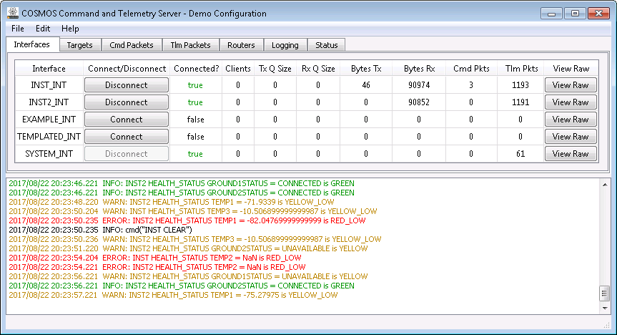 COSMOS Command and Telemetry Server - Demo Configuration
File Edit Help
Interfaces Targets Cmd Packets Tlm Packets Routers Logging Status
Interface Connect/Disconnect Connected? Clients Tx Q Size Rx Q Size Bytes Tx Bytes Rx Cmd Pkts Tlm Pkts View Raw
INST_INT Disconnect true 0 0 0 46 90974 3 1193 View Raw
INST2_INT Disconnect true 0 0 0 0 90852 0 1191 View Raw
EXAMPLE_INT Connect false 0 0 0 0 0 0 0 View Raw
TEMPLATED_INT Connect false 0 0 0 0 0 0 0 View Raw
SYSTEM_INT Disconnect true 0 0 0 0 0 0 61 View Raw
2017/08/22 20:23:46.221 INFO: INST2 HEALTH_STATUS GROUND1STATUS = CONNECTED is GREEN
2017/08/22 20:23:46.221 INFO: INST2 HEALTH_STATUS GROUND2STATUS = CONNECTED is GREEN
2017/08/22 20:23:48.220 WARN: INST2 HEALTH_STATUS TEMP1 = -71.9339 is YELLOW_LOW
2017/08/22 20:23:50.204 WARN: INST HEALTH_STATUS TEMP3 = -10.506899999999987 is YELLOW_LOW
2017/08/22 20:23:50.235 ERROR: INST HEALTH_STATUS TEMP1 = -82.04769999999999 is RED_LOW
2017/08/22 20:23:50.235 INFO: cmd("INST CLEAR")
2017/08/22 20:23:50.236 WARN: INST2 HEALTH_STATUS TEMP3 = -10.506899999999987 is YELLOW_LOW
2017/08/22 20:23:51.220 WARN: INST2 HEALTH_STATUS GROUND2STATUS = UNAVAILABLE is YELLOW
2017/08/22 20:23:54.204 ERROR: INST HEALTH_STATUS TEMP2 = NaN is RED_LOW
2017/08/22 20:23:54.221 ERROR: INST2 HEALTH_STATUS TEMP2 = NaN is RED_LOW
2017/08/22 20:23:56.221 WARN: INST2 HEALTH_STATUS GROUND1STATUS = UNAVAILABLE is YELLOW
2017/08/22 20:23:56.221 INFO: INST2 HEALTH_STATUS GROUND2STATUS = CONNECTED is GREEN
2017/08/22 20:23:57.221 WARN: INST2 HEALTH_STATUS TEMP1 = -75.27975 is YELLOW_LOW